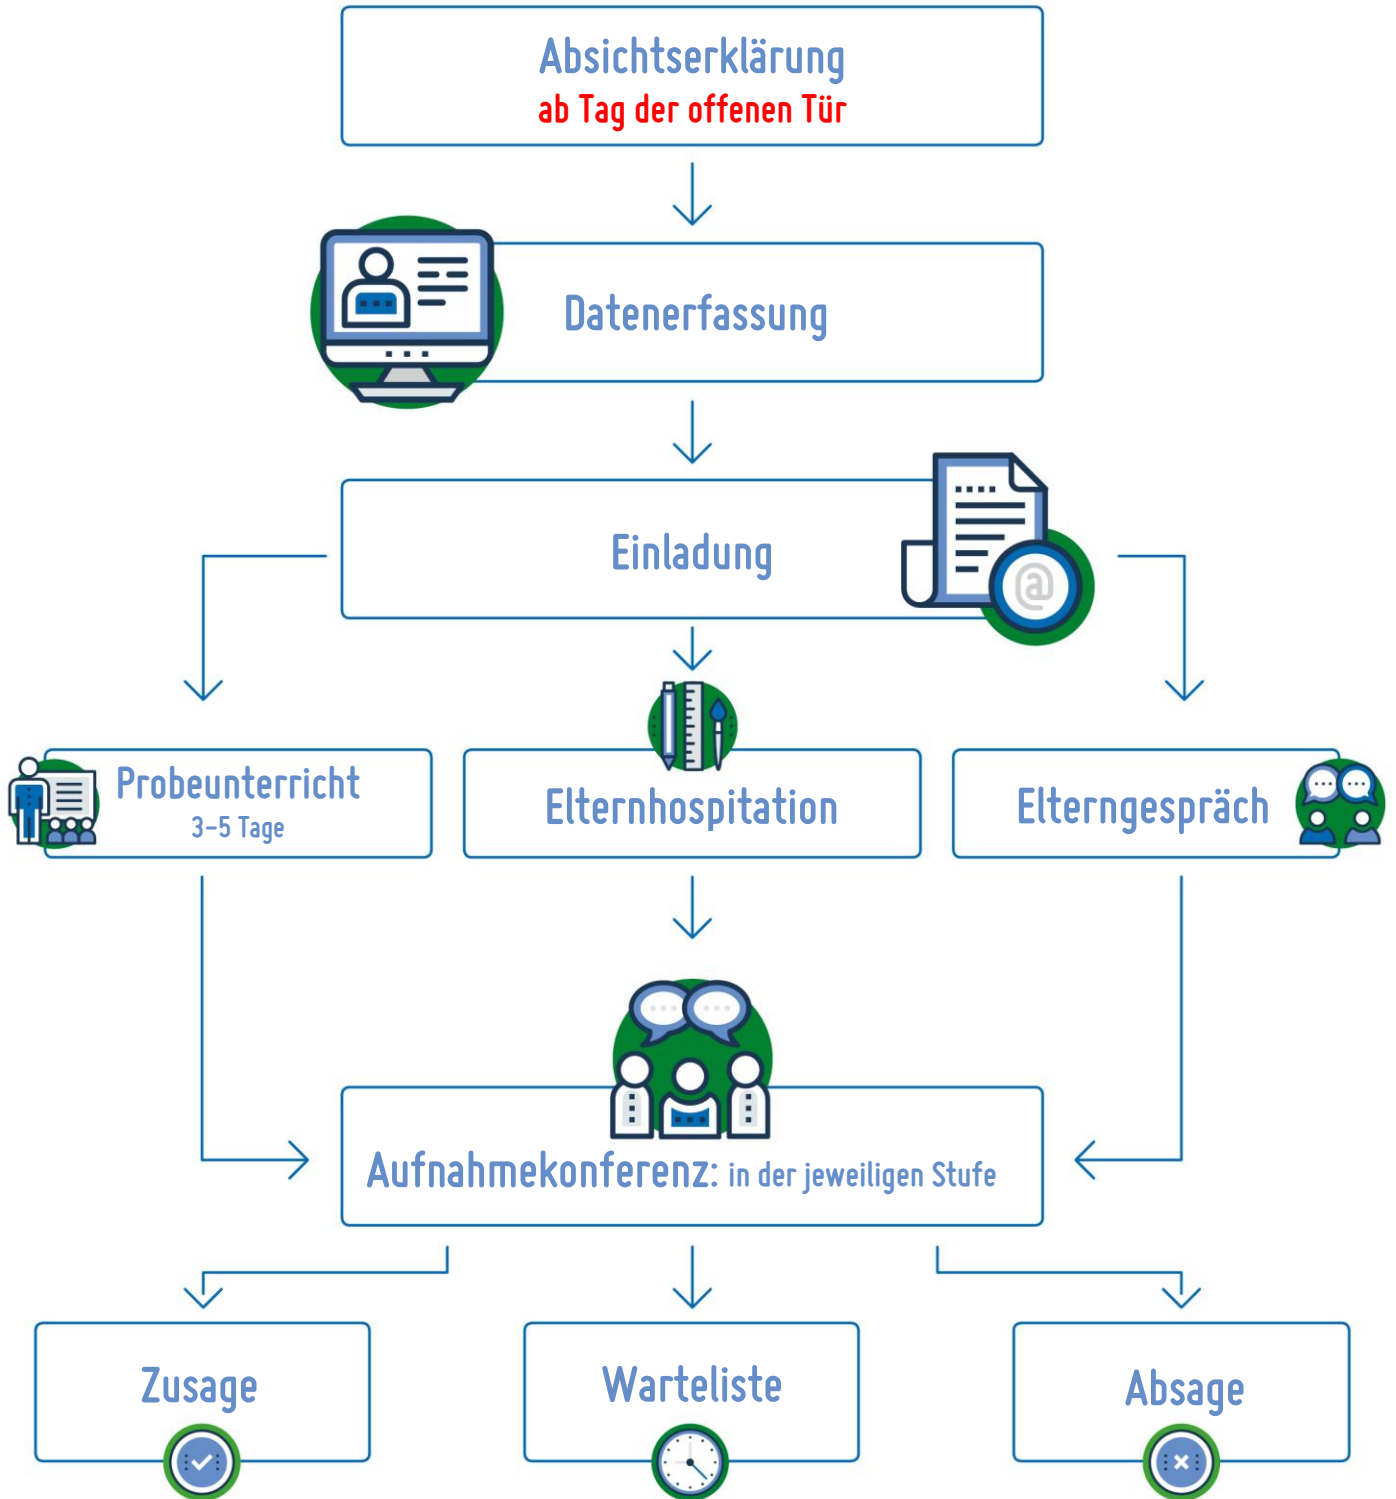 Absichtserklärung
ab Tag der offenen Tür
Datenerfassung
Einladung
@
Probeunterricht
3-5 Tage
Elternhospitation
Elterngespräch
Aufnahmekonferenz: in der jeweiligen Stufe
Zusage
Warteliste
Absage